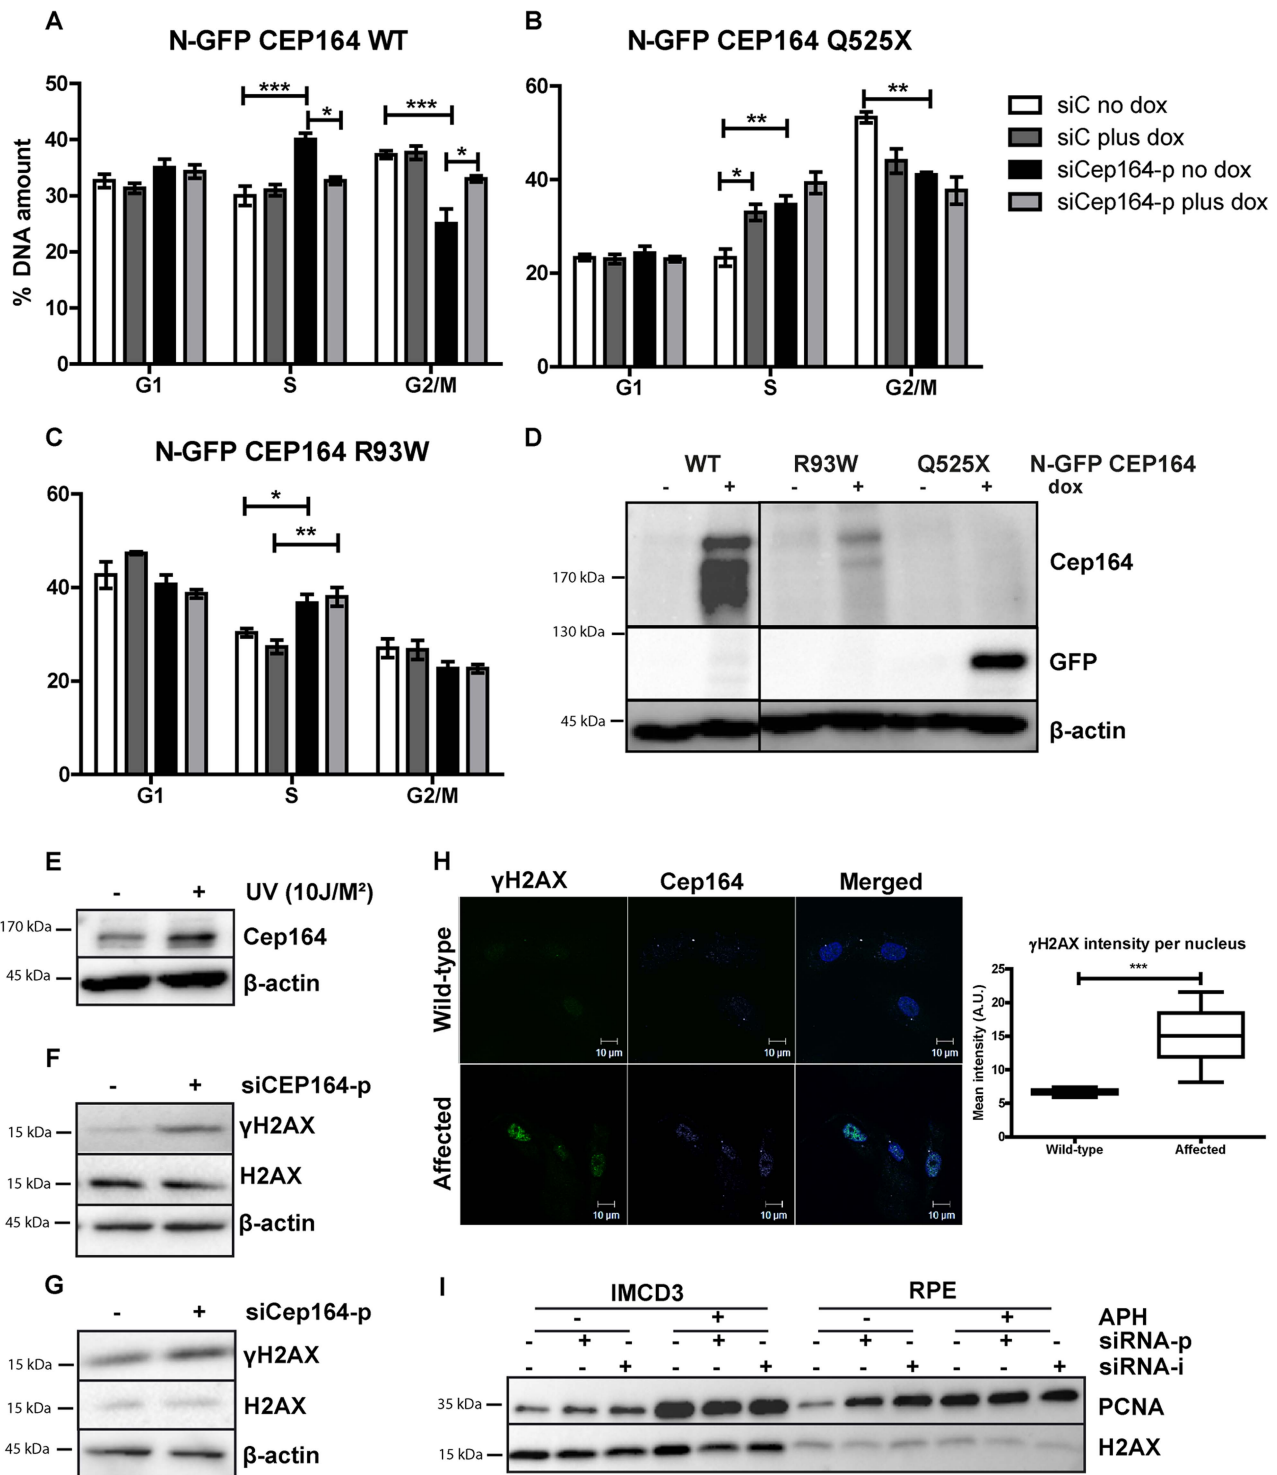 A
N-GFP CEP164 WT
% DNA amount
50
40
30
20
10
0
***
*
***
*
G1 S G2/M
B
N-GFP CEP164 Q525X
60
40
20
0
*
**
**
G1 S G2/M
siC no dox
siC plus dox
siCep164-p no dox
siCep164-p plus dox
C
N-GFP CEP164 R93W
60
40
20
0
*
**
G1 S G2/M
D
WT R93W Q525X N-GFP CEP164
- + - + - + dox
170 kDa
Cep164
130 kDa
GFP
45 kDa
β-actin
E
- + UV (10J/M²)
170 kDa
Cep164
45 kDa
β-actin
F
- + siCEP164-p
15 kDa
γH2AX
15 kDa
H2AX
45 kDa
β-actin
G
- + siCep164-p
15 kDa
γH2AX
15 kDa
H2AX
45 kDa
β-actin
H
γH2AX Cep164 Merged
Wild-type
10 µm 10 µm 10 µm
Affected
10 µm 10 µm 10 µm
γH2AX intensity per nucleus
Mean intensity (A.U.)
25
20
15
10
5
0
***
Wild-type Affected
I
IMCD3 RPE
- + - + APH
- + - - + - - + - - + - siRNA-p
- - + - - + - - + - - + siRNA-i
35 kDa
PCNA
15 kDa
H2AX